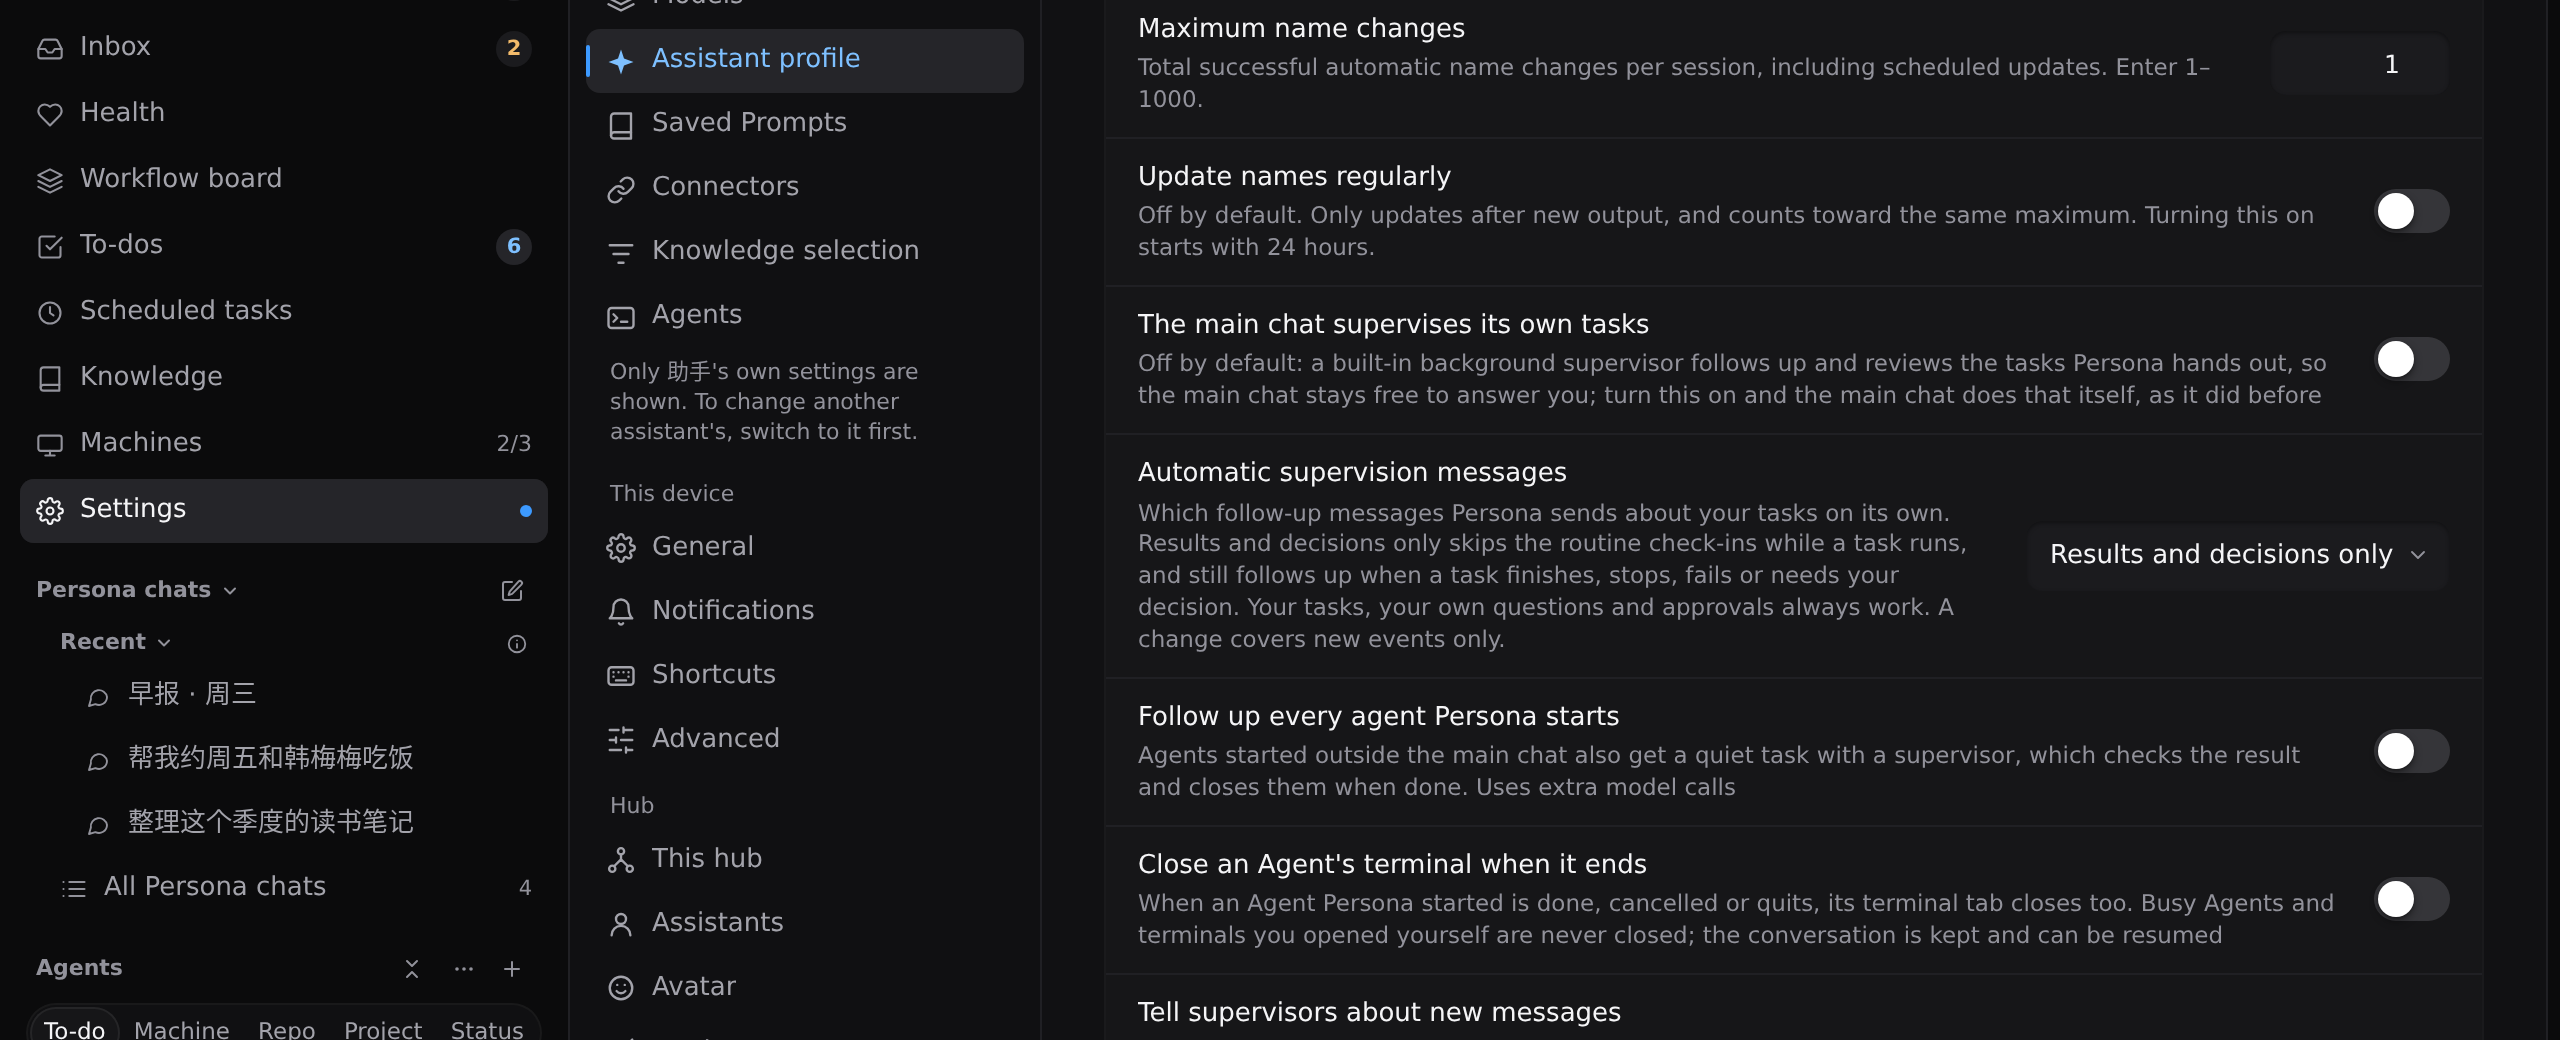 Inbox
2
Health
Workflow board
To-dos
6
Scheduled tasks
Knowledge
Machines
2/3
Settings
Persona chats
Recent
早报 · 周三
帮我约周五和韩梅梅吃饭
整理这个季度的读书笔记
All Persona chats
4
Agents
To-do
Machine
Repo
Project
Status
Models
Assistant profile
Saved Prompts
Connectors
Knowledge selection
Agents
Only 助手's own settings are
shown. To change another
assistant's, switch to it first.
This device
General
Notifications
Shortcuts
Advanced
Hub
This hub
Assistants
Avatar
Maximum name changes
Total successful automatic name changes per session, including scheduled updates. Enter 1–
1000.
1
Update names regularly
Off by default. Only updates after new output, and counts toward the same maximum. Turning this on
starts with 24 hours.
The main chat supervises its own tasks
Off by default: a built-in background supervisor follows up and reviews the tasks Persona hands out, so
the main chat stays free to answer you; turn this on and the main chat does that itself, as it did before
Automatic supervision messages
Which follow-up messages Persona sends about your tasks on its own.
Results and decisions only skips the routine check-ins while a task runs,
and still follows up when a task finishes, stops, fails or needs your
decision. Your tasks, your own questions and approvals always work. A
change covers new events only.
Results and decisions only
Follow up every agent Persona starts
Agents started outside the main chat also get a quiet task with a supervisor, which checks the result
and closes them when done. Uses extra model calls
Close an Agent's terminal when it ends
When an Agent Persona started is done, cancelled or quits, its terminal tab closes too. Busy Agents and
terminals you opened yourself are never closed; the conversation is kept and can be resumed
Tell supervisors about new messages